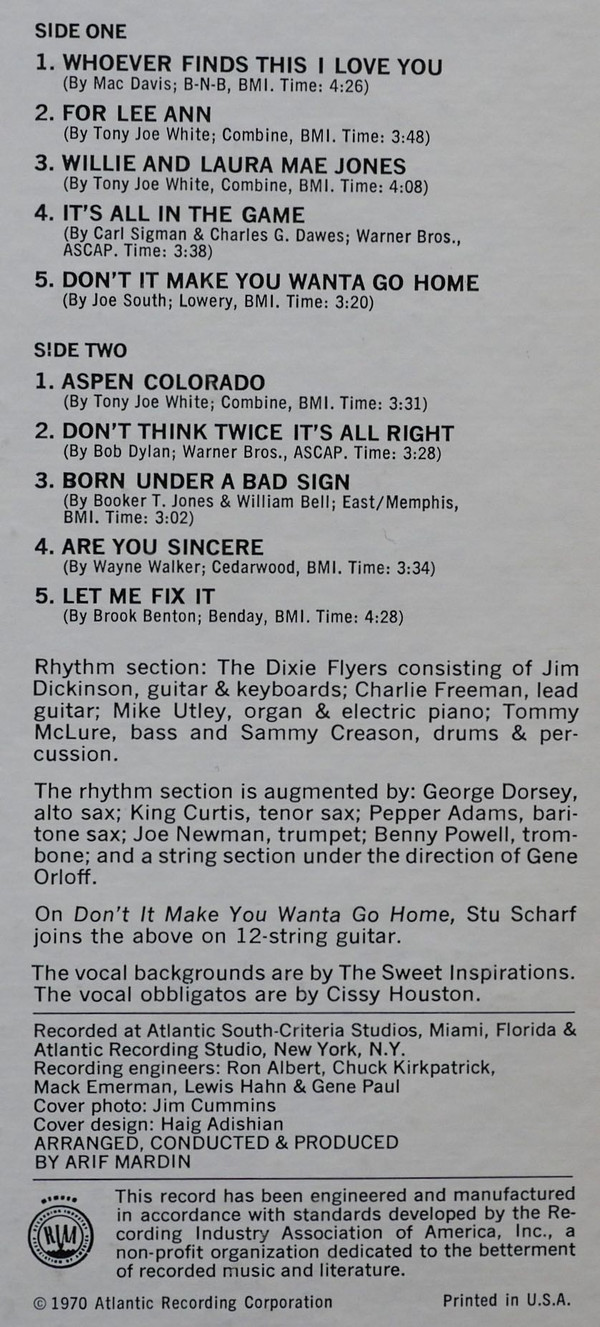 SIDE ONE
1. WHOEVER FINDS THIS I LOVE YOU
(By Mac Davis; B-N-B, BMI. Time: 4:26)
2. FOR LEE ANN
(By Tony Joe White; Combine, BMI. Time: 3:48)
3. WILLIE AND LAURA MAE JONES
(By Tony Joe White, Combine, BMI. Time: 4:08)
4. IT'S ALL IN THE GAME
(By Carl Sigman & Charles G. Dawes; Warner Bros.,
ASCAP. Time: 3:38)
5. DON'T IT MAKE YOU WANTA GO HOME
(By Joe South; Lowery, BMI. Time: 3:20)
SIDE TWO
1. ASPEN COLORADO
(By Tony Joe White; Combine, BMI. Time: 3:31)
2. DON'T THINK TWICE IT'S ALL RIGHT
(By Bob Dylan; Warner Bros., ASCAP. Time: 3:28)
3. BORN UNDER A BAD SIGN
(By Booker T. Jones & William Bell; East/Memphis,
BMI. Time: 3:02)
4. ARE YOU SINCERE
(By Wayne Walker; Cedarwood, BMI. Time: 3:34)
5. LET ME FIX IT
(By Brook Benton; Benday, BMI. Time: 4:28)
Rhythm section: The Dixie Flyers consisting of Jim
Dickinson, guitar & keyboards; Charlie Freeman, lead
guitar; Mike Utley, organ & electric piano; Tommy
McLure, bass and Sammy Creason, drums & per-
cussion.
The rhythm section is augmented by: George Dorsey,
alto sax; King Curtis, tenor sax; Pepper Adams, bari-
tone sax; Joe Newman, trumpet; Benny Powell, trom-
bone; and a string section under the direction of Gene
Orloff.
On Don't It Make You Wanta Go Home, Stu Scharf
joins the above on 12-string guitar.
The vocal backgrounds are by The Sweet Inspirations.
The vocal obbligatos are by Cissy Houston.
Recorded at Atlantic South-Criteria Studios, Miami, Florida &
Atlantic Recording Studio, New York, N.Y.
Recording engineers: Ron Albert, Chuck Kirkpatrick,
Mack Emerman, Lewis Hahn & Gene Paul
Cover photo: Jim Cummins
Cover design: Haig Adishian
ARRANGED, CONDUCTED & PRODUCED
BY ARIF MARDIN
This record has been engineered and manufactured
in accordance with standards developed by the Re-
cording Industry Association of America, Inc., a
non-profit organization dedicated to the betterment
of recorded music and literature.
© 1970 Atlantic Recording Corporation Printed in U.S.A.